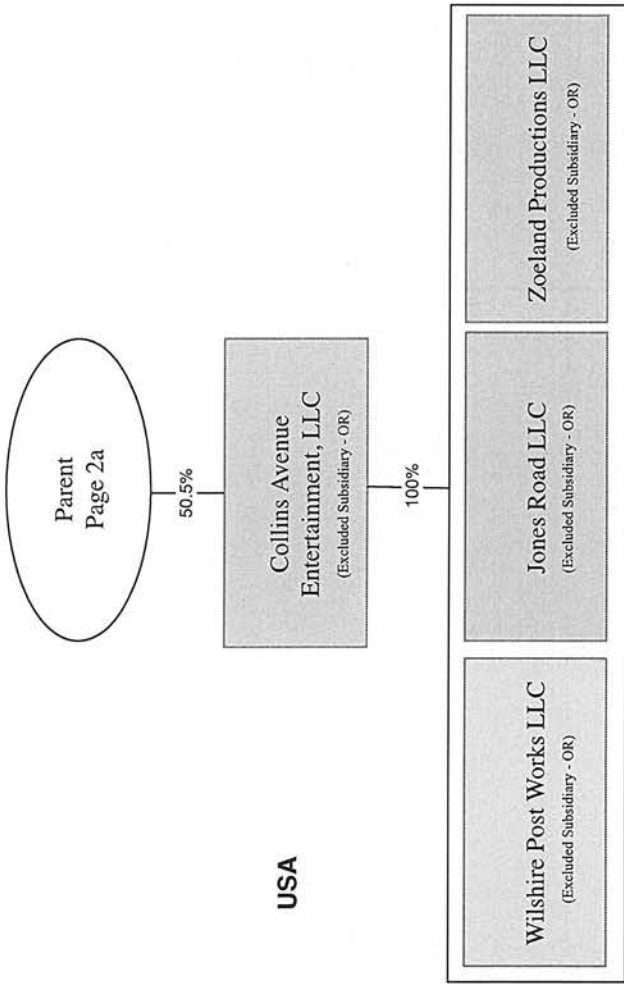 Parent
Page 2a
50.5%
Collins Avenue
Entertainment, LLC
(Excluded Subsidiary - OR)
USA
100%
Wilshire Post Works LLC
(Excluded Subsidiary - OR)
Jones Road LLC
(Excluded Subsidiary - OR)
Zoeland Productions LLC
(Excluded Subsidiary - OR)